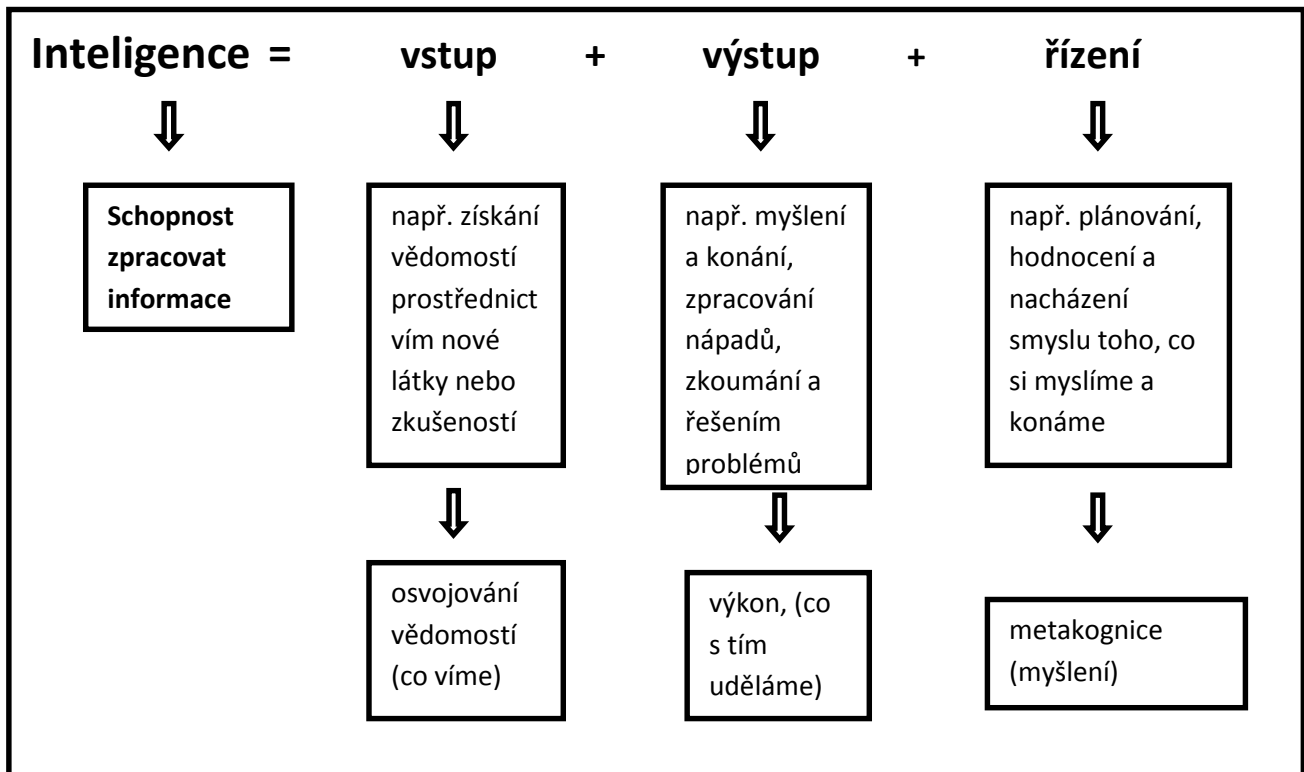 Inteligence = vstup + výstup + řízení
Schopnost
zpracovat
informace
např. získání
vědomostí
prostřednict
vím nové
látky nebo
zkušeností
např. myšlení
a konání,
zpracování
nápadů,
zkoumání a
řešením
problémů
např. plánování,
hodnocení a
nacházení
smyslu toho, co
si myslíme a
konáme
osvojování
vědomostí
(co víme)
výkon, (co
s tím
uděláme)
metakognice
(myšlení)